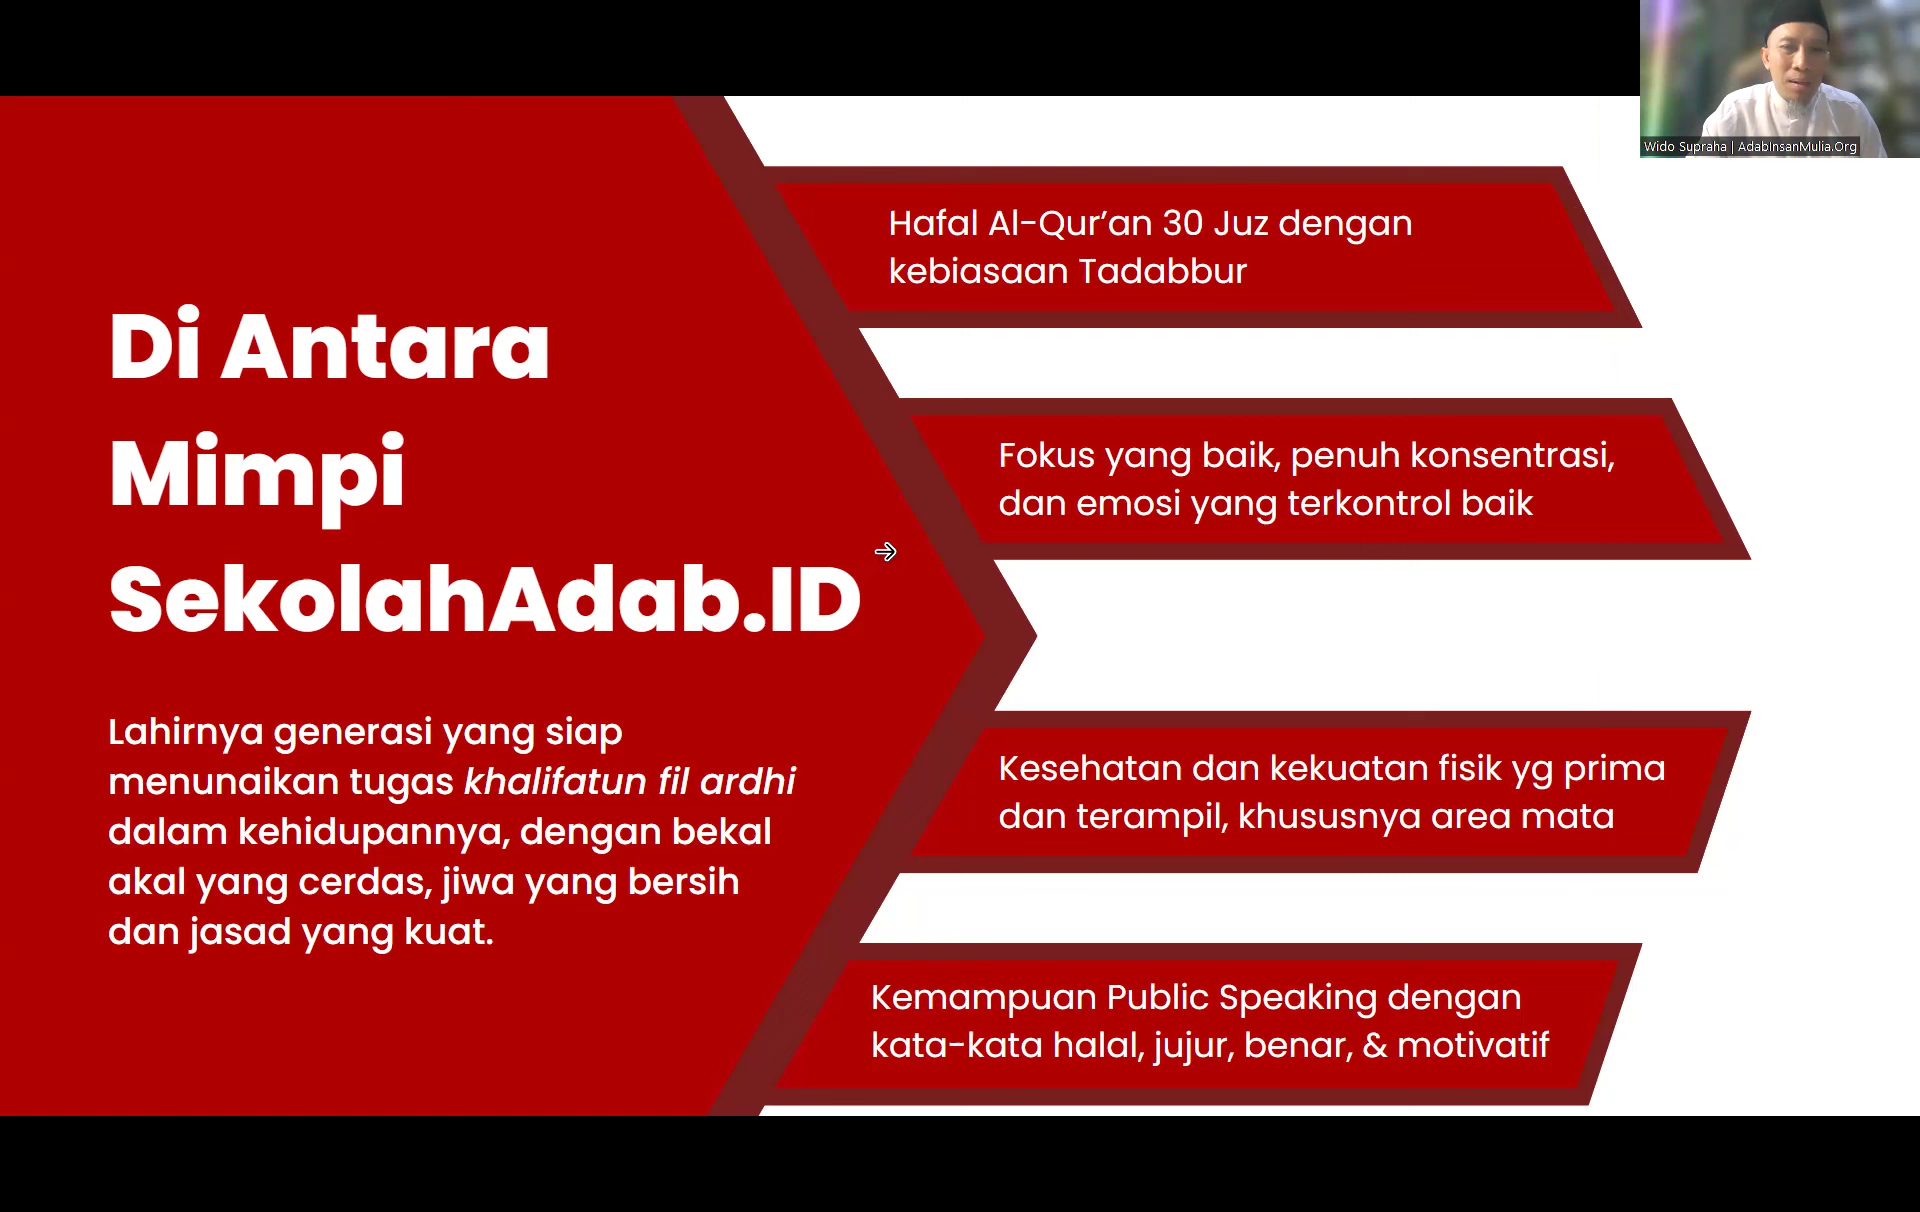 Wido Supraha | AdabInsanMulia.Org
Di Antara
Mimpi
SekolahAdab.ID
Lahirnya generasi yang siap
menunaikan tugas khalifatun fil ardhi
dalam kehidupannya, dengan bekal
akal yang cerdas, jiwa yang bersih
dan jasad yang kuat.
Hafal Al-Qur’an 30 Juz dengan
kebiasaan Tadabbur
Fokus yang baik, penuh konsentrasi,
dan emosi yang terkontrol baik
Kesehatan dan kekuatan fisik yg prima
dan terampil, khususnya area mata
Kemampuan Public Speaking dengan
kata-kata halal, jujur, benar, & motivatif